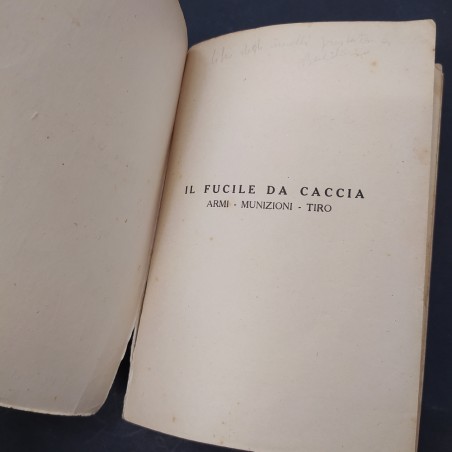 IL FUCILE DA CACCIA
ARMI - MUNIZIONI - TIRO